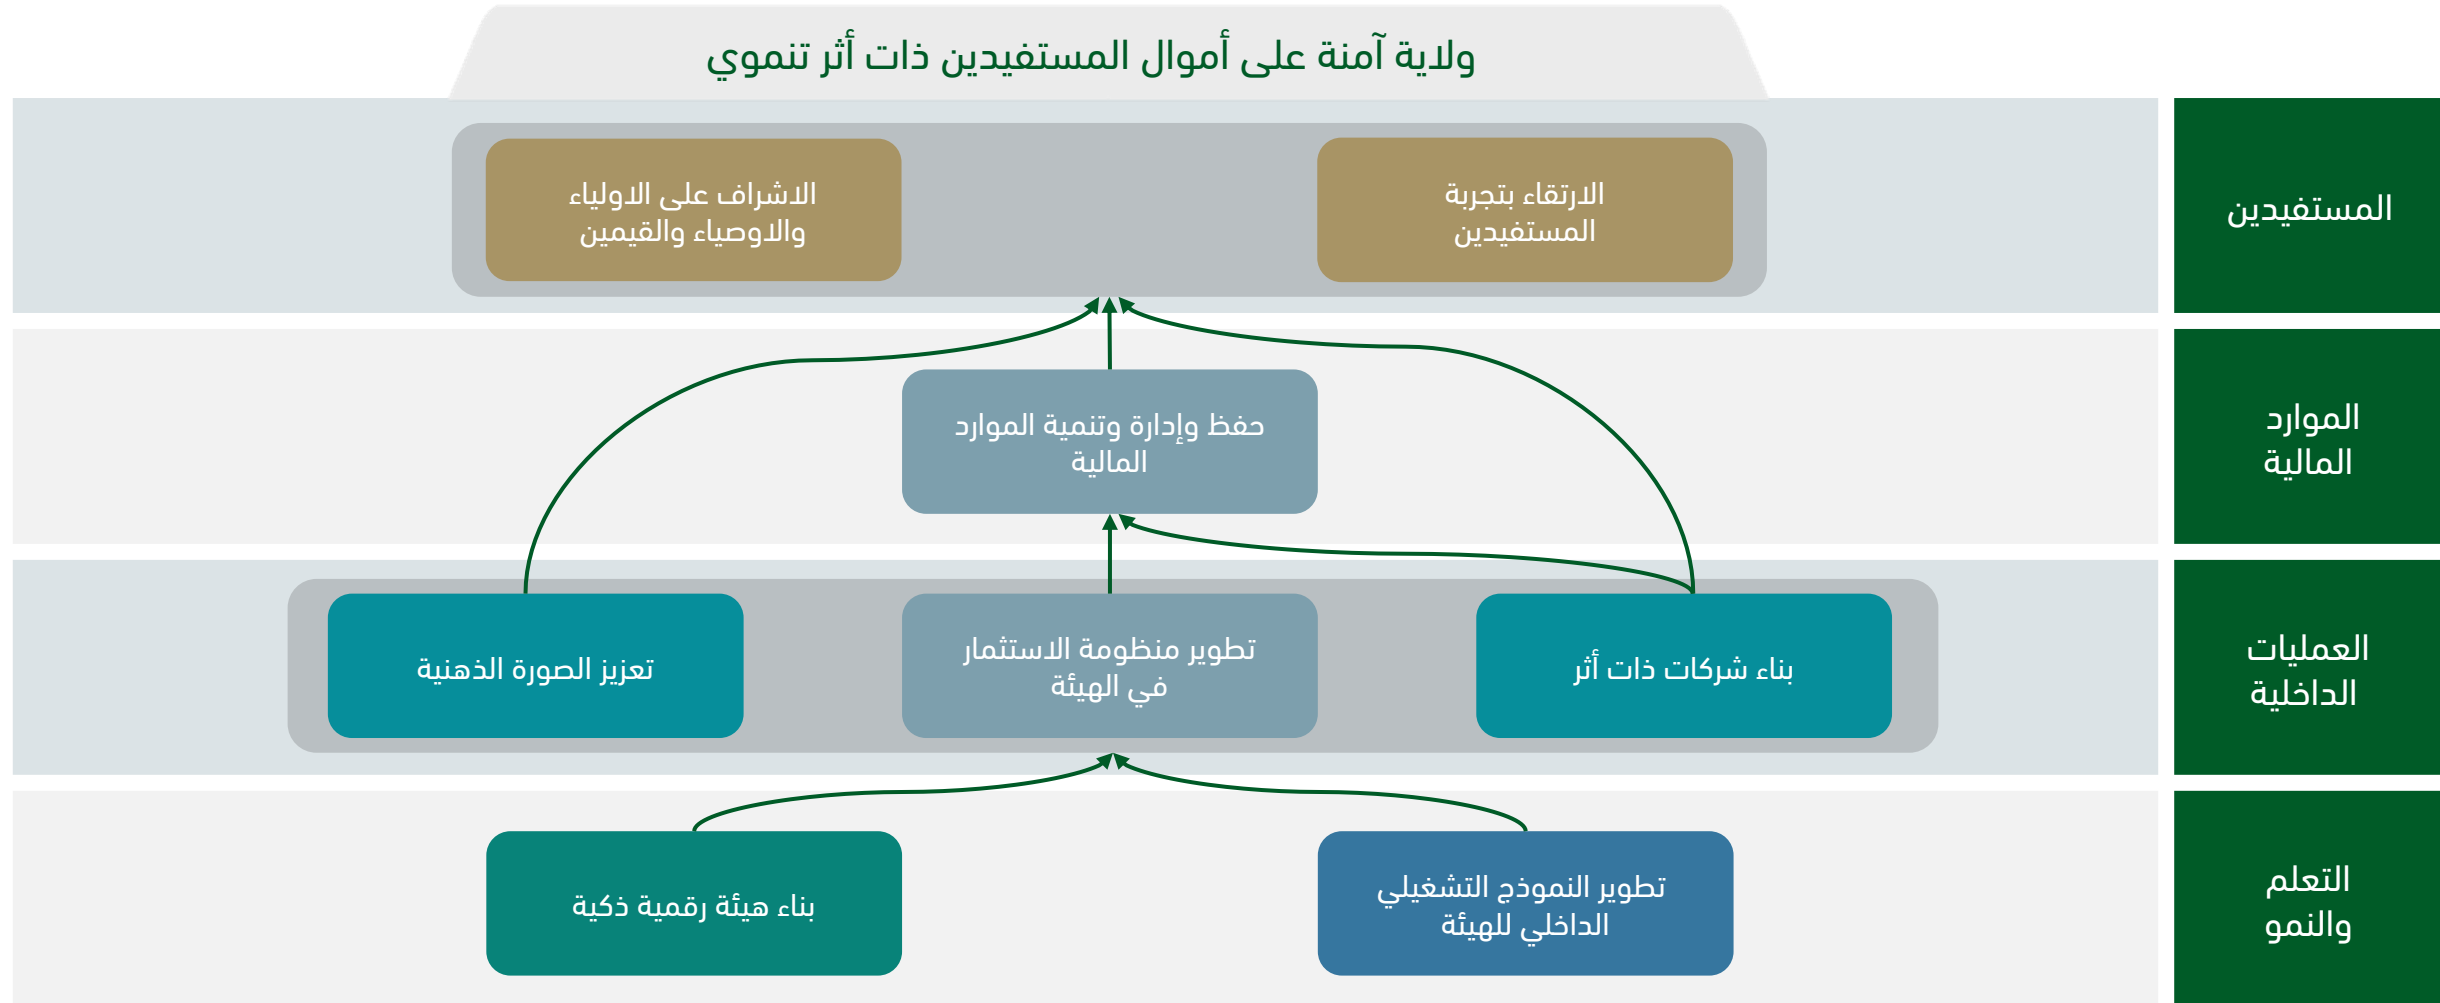 ولاية آمنة على أموال المستفيدين ذات أثر تنموي
المستفيدين
الارتقاء بتجربة
المستفيدين
الاشراف على الاولياء
والاوصياء والقيمين
الموارد
المالية
حفظ وإدارة وتنمية الموارد
المالية
العمليات
الداخلية
بناء شركات ذات أثر
تطوير منظومة الاستثمار
في الهيئة
تعزيز الصورة الذهنية
التعلم
والنمو
تطوير النموذج التشغيلي
الداخلي للهيئة
بناء هيئة رقمية ذكية